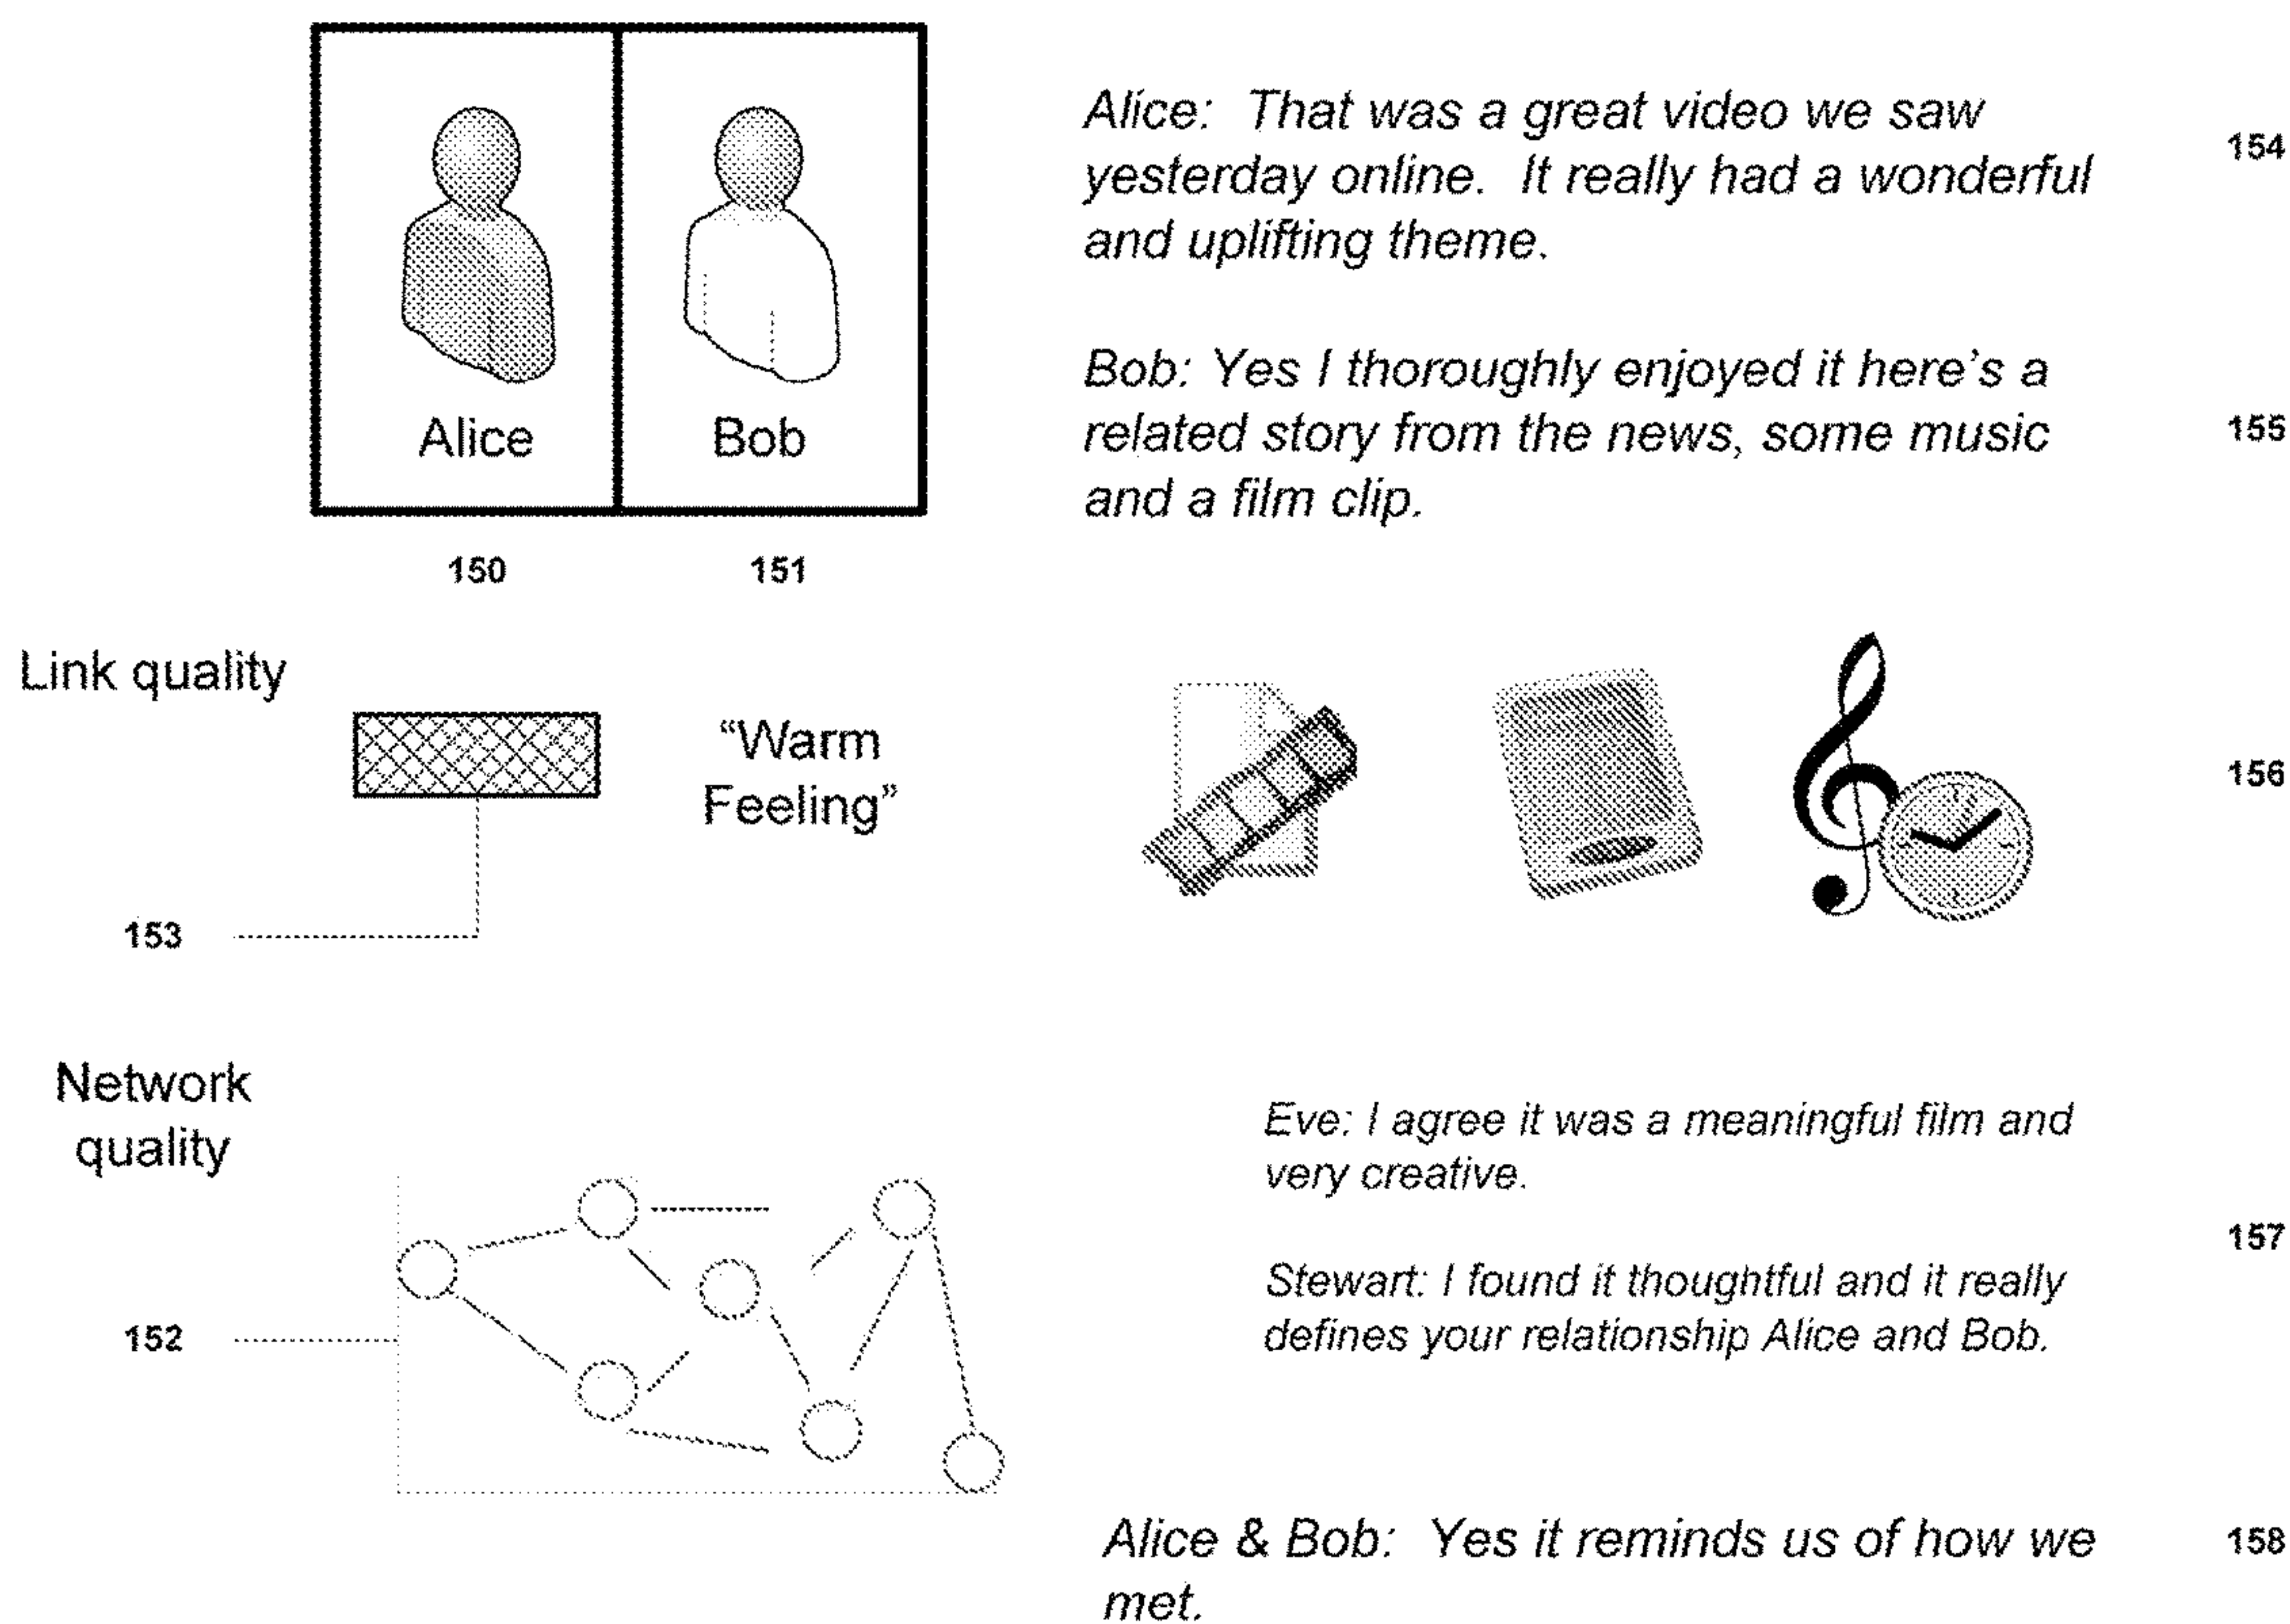 Alice
Bob
150
151
Link quality
"Warm
Feeling"
153
Network
quality
152
Alice:  That was a great video we saw
yesterday online.  It really had a wonderful
and uplifting theme.
154
Bob: Yes I thoroughly enjoyed it here's a
related story from the news, some music
and a film clip.
155
156
Eve: I agree it was a meaningful film and
very creative.
157
Stewart: I found it thoughtful and it really
defines your relationship Alice and Bob.
Alice & Bob:  Yes it reminds us of how we
met.
158